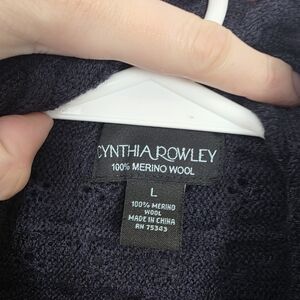 CYNTHIA ROWLEY
100% MERINO WOOL
L
100% MERINO
WOOL
MADE IN CHINA
RN 75343